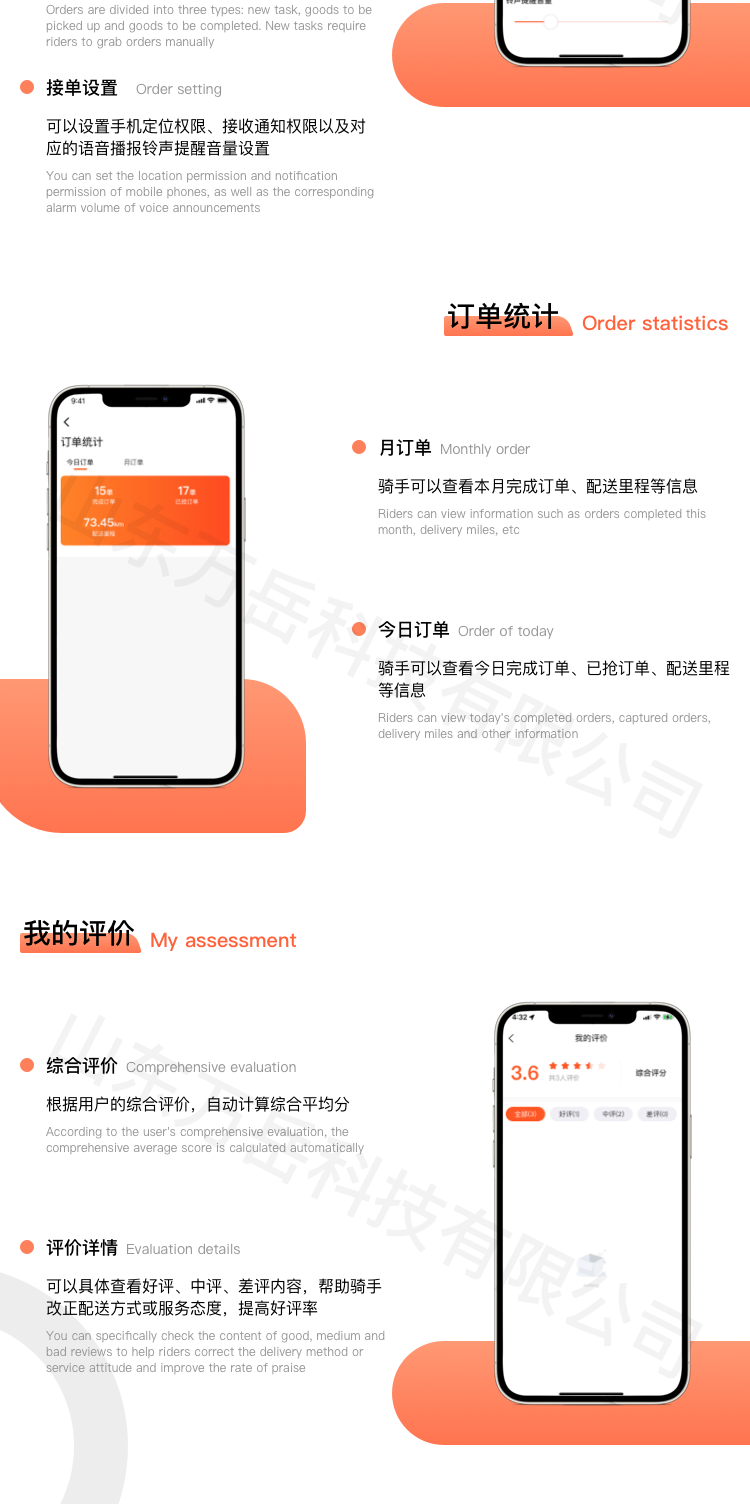 Orders are divided into three types: new task, goods to be
picked up and goods to be completed. New tasks require
riders to grab orders manually
铃声提醒音量
接单设置 Order setting
可以设置手机定位权限、接收通知权限以及对
应的语音播报铃声提醒音量设置
You can set the location permission and notification
permission of mobile phones, as well as the corresponding
alarm volume of voice announcements
订单统计 Order statistics
9:41
订单统计
今日订单 月订单
15单 17单
完成订单 已抢订单
73.45km
配送里程
月订单 Monthly order
骑手可以查看本月完成订单、配送里程等信息
Riders can view information such as orders completed this
month, delivery miles, etc
今日订单 Order of today
骑手可以查看今日完成订单、已抢订单、配送里程
等信息
Riders can view today's completed orders, captured orders,
delivery miles and other information
山东万岳科技有限公司
我的评价 My assessment
综合评价 Comprehensive evaluation
根据用户的综合评价，自动计算综合平均分
According to the user's comprehensive evaluation, the
comprehensive average score is calculated automatically
评价详情 Evaluation details
可以具体查看好评、中评、差评内容，帮助骑手
改正配送方式或服务态度，提高好评率
You can specifically check the content of good, medium and
bad reviews to help riders correct the delivery method or
service attitude and improve the rate of praise
4:32
我的评价
3.6 共3人评价 综合评分
全部(3) 好评(1) 中评(2) 差评(0)
山东万岳科技有限公司